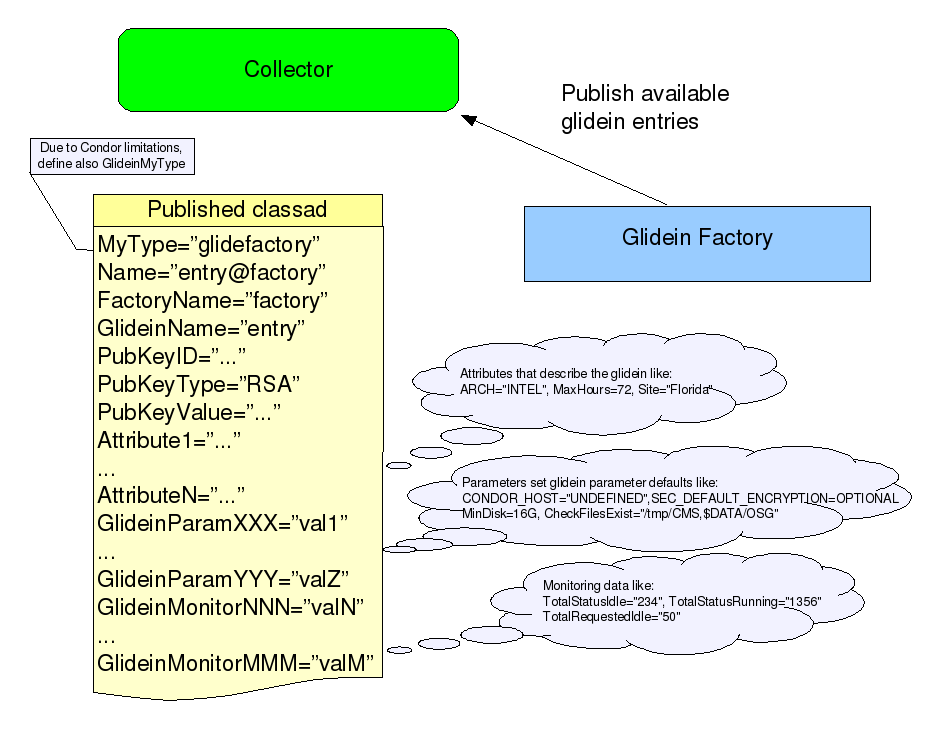 Collector
Publish available
glidein entries
Due to Condor limitations,
define also GlideinMyType
Published classad
Glidein Factory
MyType=”glidefactory”
Name=”entry@factory”
FactoryName=”factory”
GlideinName=”entry”
PubKeyID=”...”
PubKeyType=”RSA”
PubKeyValue=”...”
Attribute1=”...”
...
AttributeN=”...”
GlideinParamXXX=”val1”
...
GlideinParamYYY=”valZ”
GlideinMonitorNNN=”valN”
...
GlideinMonitorMMM=”valM”
Attributes that describe the glidein like:
ARCH="INTEL", MaxHours=72, Site="Florida"
Parameters set glidein parameter defaults like:
CONDOR_HOST="UNDEFINED",SEC_DEFAULT_ENCRYPTION=OPTIONAL
MinDisk=16G, CheckFilesExist="/tmp/CMS,$DATA/OSG"
Monitoring data like:
TotalStatusIdle="234", TotalStatusRunning="1356"
TotalRequestedIdle="50"